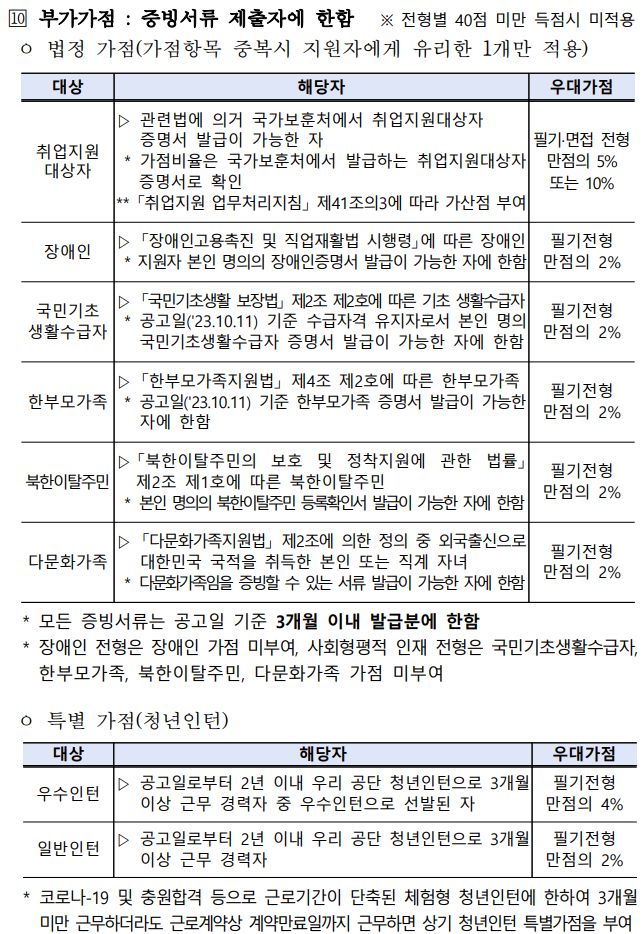 10 부가가점 : 증빙서류 제출자에 한함 ※ 전형별 40점 미만 득점시 미적용
ㅇ 법정 가점(가점항목 중복시 지원자에게 유리한 1개만 적용)
대상 해당자 우대가점
취업지원
대상자
▷ 관련법에 의거 국가보훈처에서 취업지원대상자
증명서 발급이 가능한 자
* 가점비율은 국가보훈처에서 발급하는 취업지원대상자
증명서로 확인
**「취업지원 업무처리지침」제41조의3에 따라 가산점 부여
필기·면접 전형
만점의 5%
또는 10%
장애인
▷ 「장애인고용촉진 및 직업재활법 시행령」에 따른 장애인
* 지원자 본인 명의의 장애인증명서 발급이 가능한 자에 한함
필기전형
만점의 2%
국민기초
생활수급자
▷ 「국민기초생활 보장법」제2조 제2호에 따른 기초 생활수급자
* 공고일('23.10.11) 기준 수급자격 유지자로서 본인 명의
국민기초생활수급자 증명서 발급이 가능한 자에 한함
필기전형
만점의 2%
한부모가족
▷ 「한부모가족지원법」제4조 제2호에 따른 한부모가족
* 공고일('23.10.11) 기준 한부모가족 증명서 발급이 가능한
자에 한함
필기전형
만점의 2%
북한이탈주민
▷「북한이탈주민의 보호 및 정착지원에 관한 법률」
제2조 제1호에 따른 북한이탈주민
* 본인 명의의 북한이탈주민 등록확인서 발급이 가능한 자에 한함
필기전형
만점의 2%
다문화가족
▷ 「다문화가족지원법」제2조에 의한 정의 중 외국출신으로
대한민국 국적을 취득한 본인 또는 직계 자녀
* 다문화가족임을 증빙할 수 있는 서류 발급이 가능한 자에 한함
필기전형
만점의 2%
* 모든 증빙서류는 공고일 기준 3개월 이내 발급분에 한함
* 장애인 전형은 장애인 가점 미부여, 사회형평적 인재 전형은 국민기초생활수급자,
한부모가족, 북한이탈주민, 다문화가족 가점 미부여
ㅇ 특별 가점(청년인턴)
대상 해당자 우대가점
우수인턴
▷ 공고일로부터 2년 이내 우리 공단 청년인턴으로 3개월
이상 근무 경력자 중 우수인턴으로 선발된 자
필기전형
만점의 4%
일반인턴
▷ 공고일로부터 2년 이내 우리 공단 청년인턴으로 3개월
이상 근무 경력자
필기전형
만점의 2%
* 코로나-19 및 충원합격 등으로 근로기간이 단축된 체험형 청년인턴에 한하여 3개월
미만 근무하더라도 근로계약상 계약만료일까지 근무하면 상기 청년인턴 특별가점을 부여